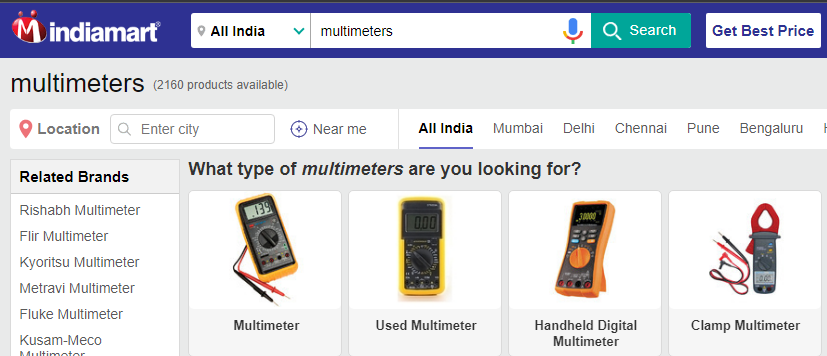 indiamart
All India
multimeters
Search
Get Best Price
multimeters (2160 products available)
Location
Enter city
Near me
All India Mumbai Delhi Chennai Pune Bengaluru
Related Brands
Rishabh Multimeter
Flir Multimeter
Kyoritsu Multimeter
Metravi Multimeter
Fluke Multimeter
Kusam-Meco
Multimeter
What type of multimeters are you looking for?
Multimeter
Used Multimeter
Handheld Digital
Multimeter
Clamp Multimeter